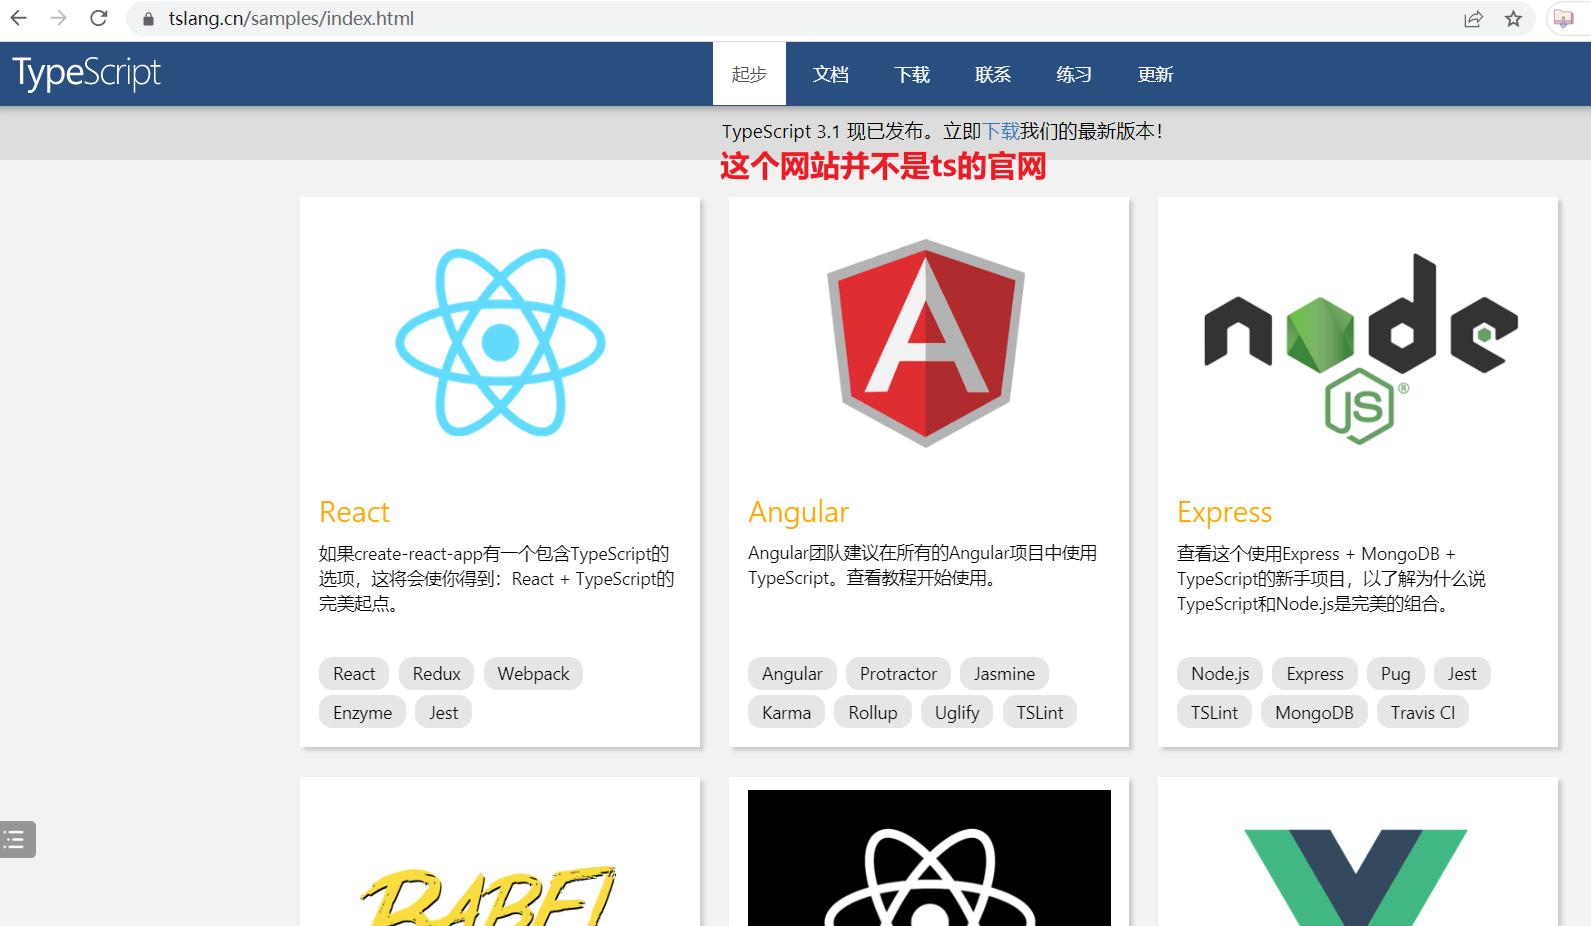 tslang.cn/samples/index.html
TypeScript
起步 文档 下载 联系 练习 更新
TypeScript 3.1 现已发布。立即下载我们的最新版本！
这个网站并不是ts的官网
node
JS®
React
如果create-react-app有一个包含TypeScript的
选项，这将会使你得到：React + TypeScript的
完美起点。
React Redux Webpack
Enzyme Jest
Angular
Angular团队建议在所有的Angular项目中使用
TypeScript。查看教程开始使用。
Angular Protractor Jasmine
Karma Rollup Uglify TSLint
Express
查看这个使用Express + MongoDB +
TypeScript的新手项目，以了解为什么说
TypeScript和Node.js是完美的组合。
Node.js Express Pug Jest
TSLint MongoDB Travis CI
BABEL